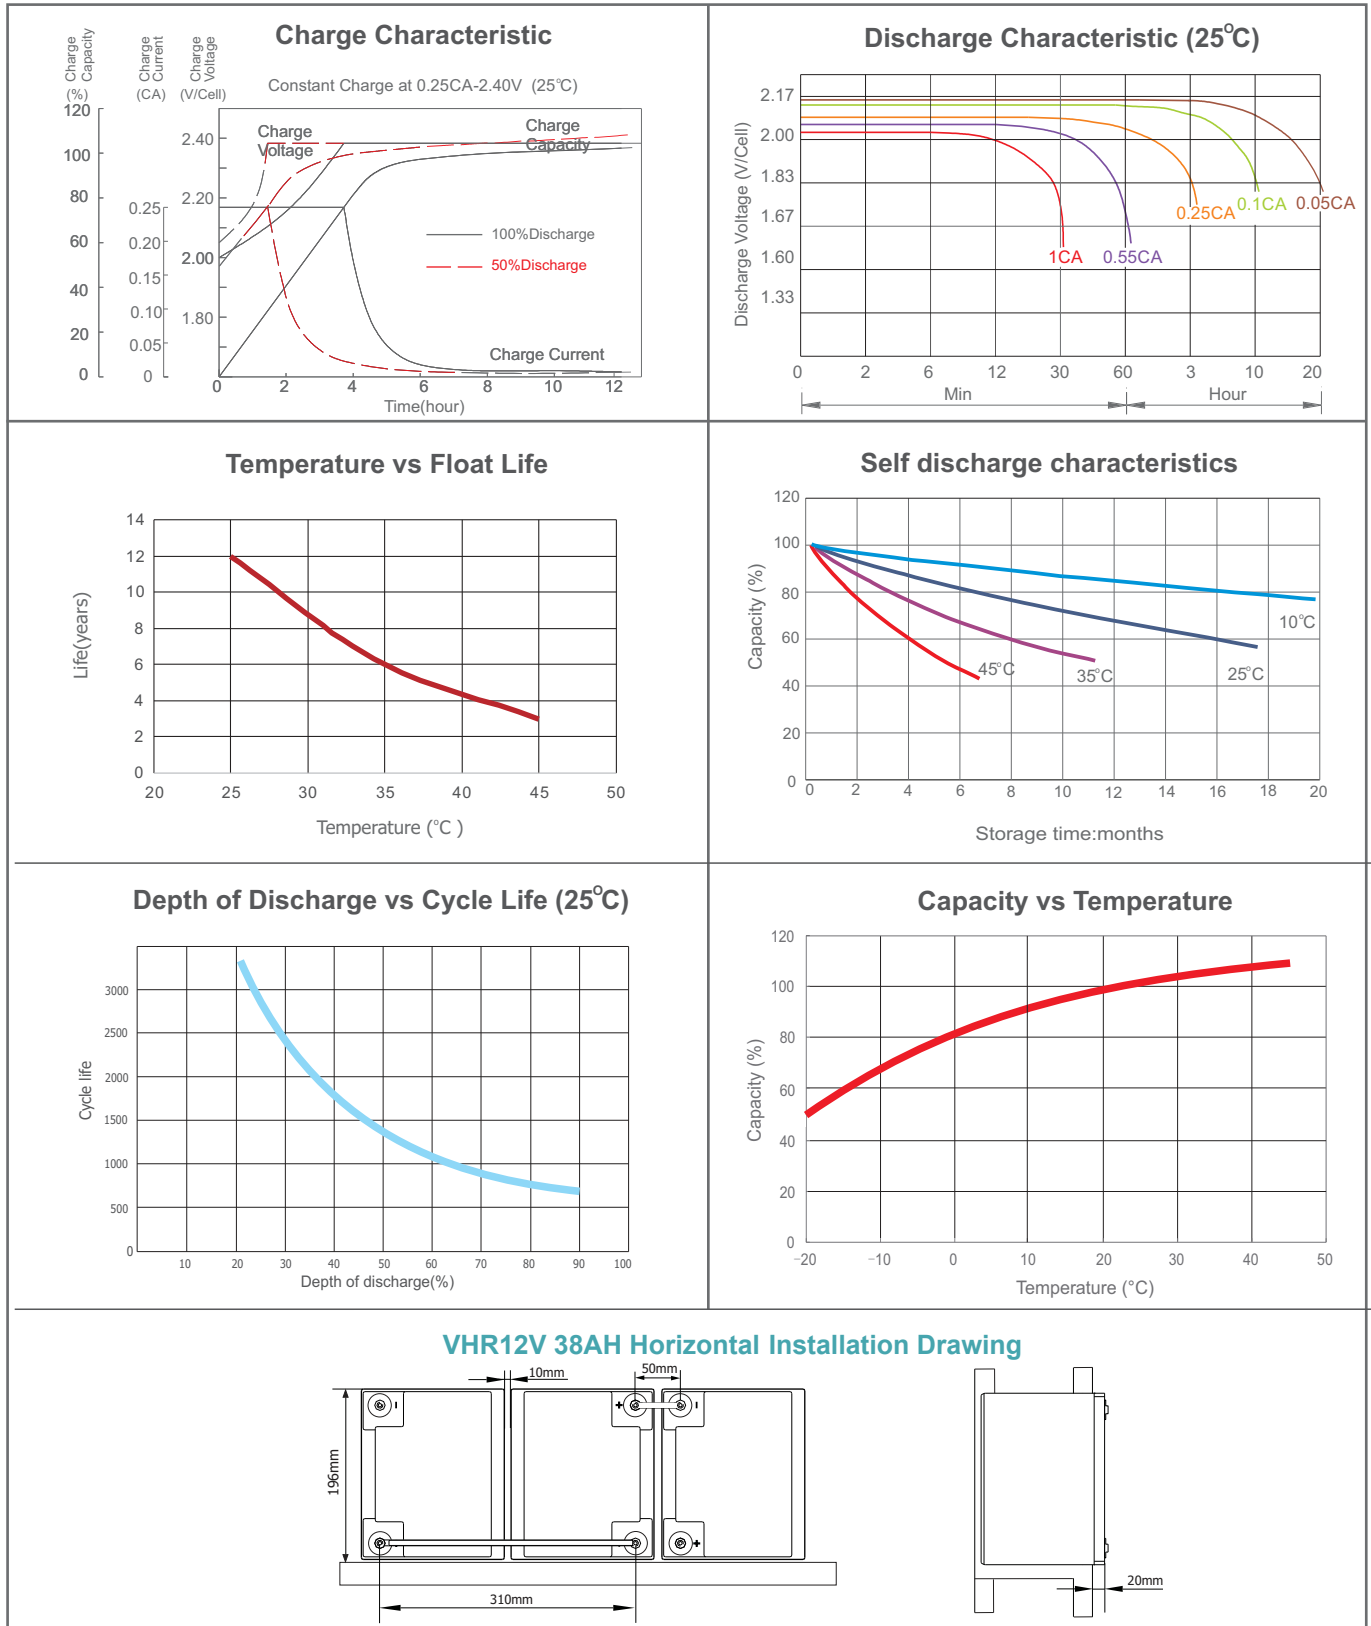 Charge Characteristic
Charge Capacity (%)
Charge Current (CA)
Charge Voltage (V/Cell)
Constant Charge at 0.25CA-2.40V (25°C)
120
100
80
60
40
20
0
0.25
0.20
0.15
0.10
0.05
0
2.40
2.20
2.00
1.80
Charge
Voltage
Charge
Capacity
100%Discharge
50%Discharge
Charge Current
0 2 4 6 8 10 12
Time(hour)
Discharge Characteristic (25°C)
Discharge Voltage (V/Cell)
2.17
2.00
1.83
1.67
1.60
1.33
1CA
0.55CA
0.25CA
0.1CA
0.05CA
0 2 6 12 30 60 3 10 20
Min
Hour
Temperature vs Float Life
Life(years)
14
12
10
8
6
4
2
0
20 25 30 35 40 45 50
Temperature (°C )
Self discharge characteristics
Capacity (%)
120
100
80
60
40
20
0
10°C
25°C
35°C
45°C
0 2 4 6 8 10 12 14 16 18 20
Storage time:months
Depth of Discharge vs Cycle Life (25°C)
Cycle life
3000
2500
2000
1500
1000
500
0
10 20 30 40 50 60 70 80 90 100
Depth of discharge(%)
Capacity vs Temperature
Capacity (%)
120
100
80
60
40
20
0
−20 −10 0 10 20 30 40 50
Temperature (°C)
VHR12V 38AH Horizontal Installation Drawing
10mm
50mm
196mm
310mm
20mm